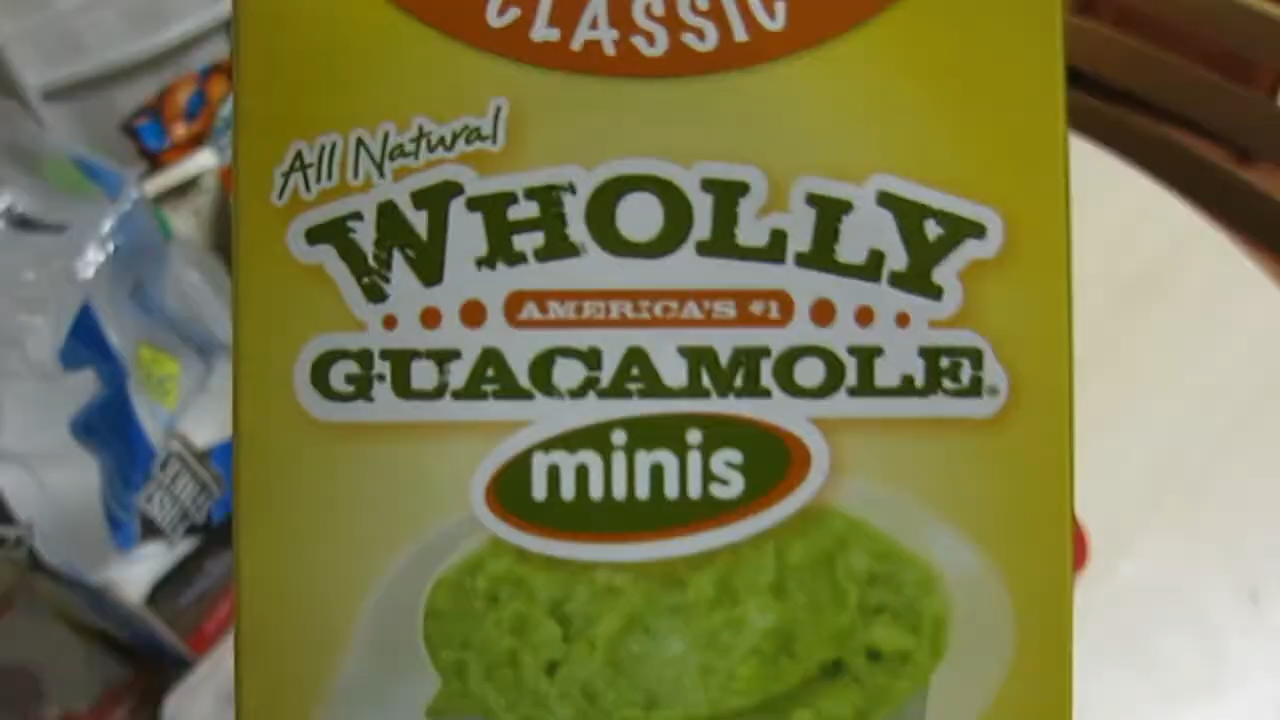 CLASSIC
All Natural
WHOLLY
AMERICA'S #1
GUACAMOLE
minis